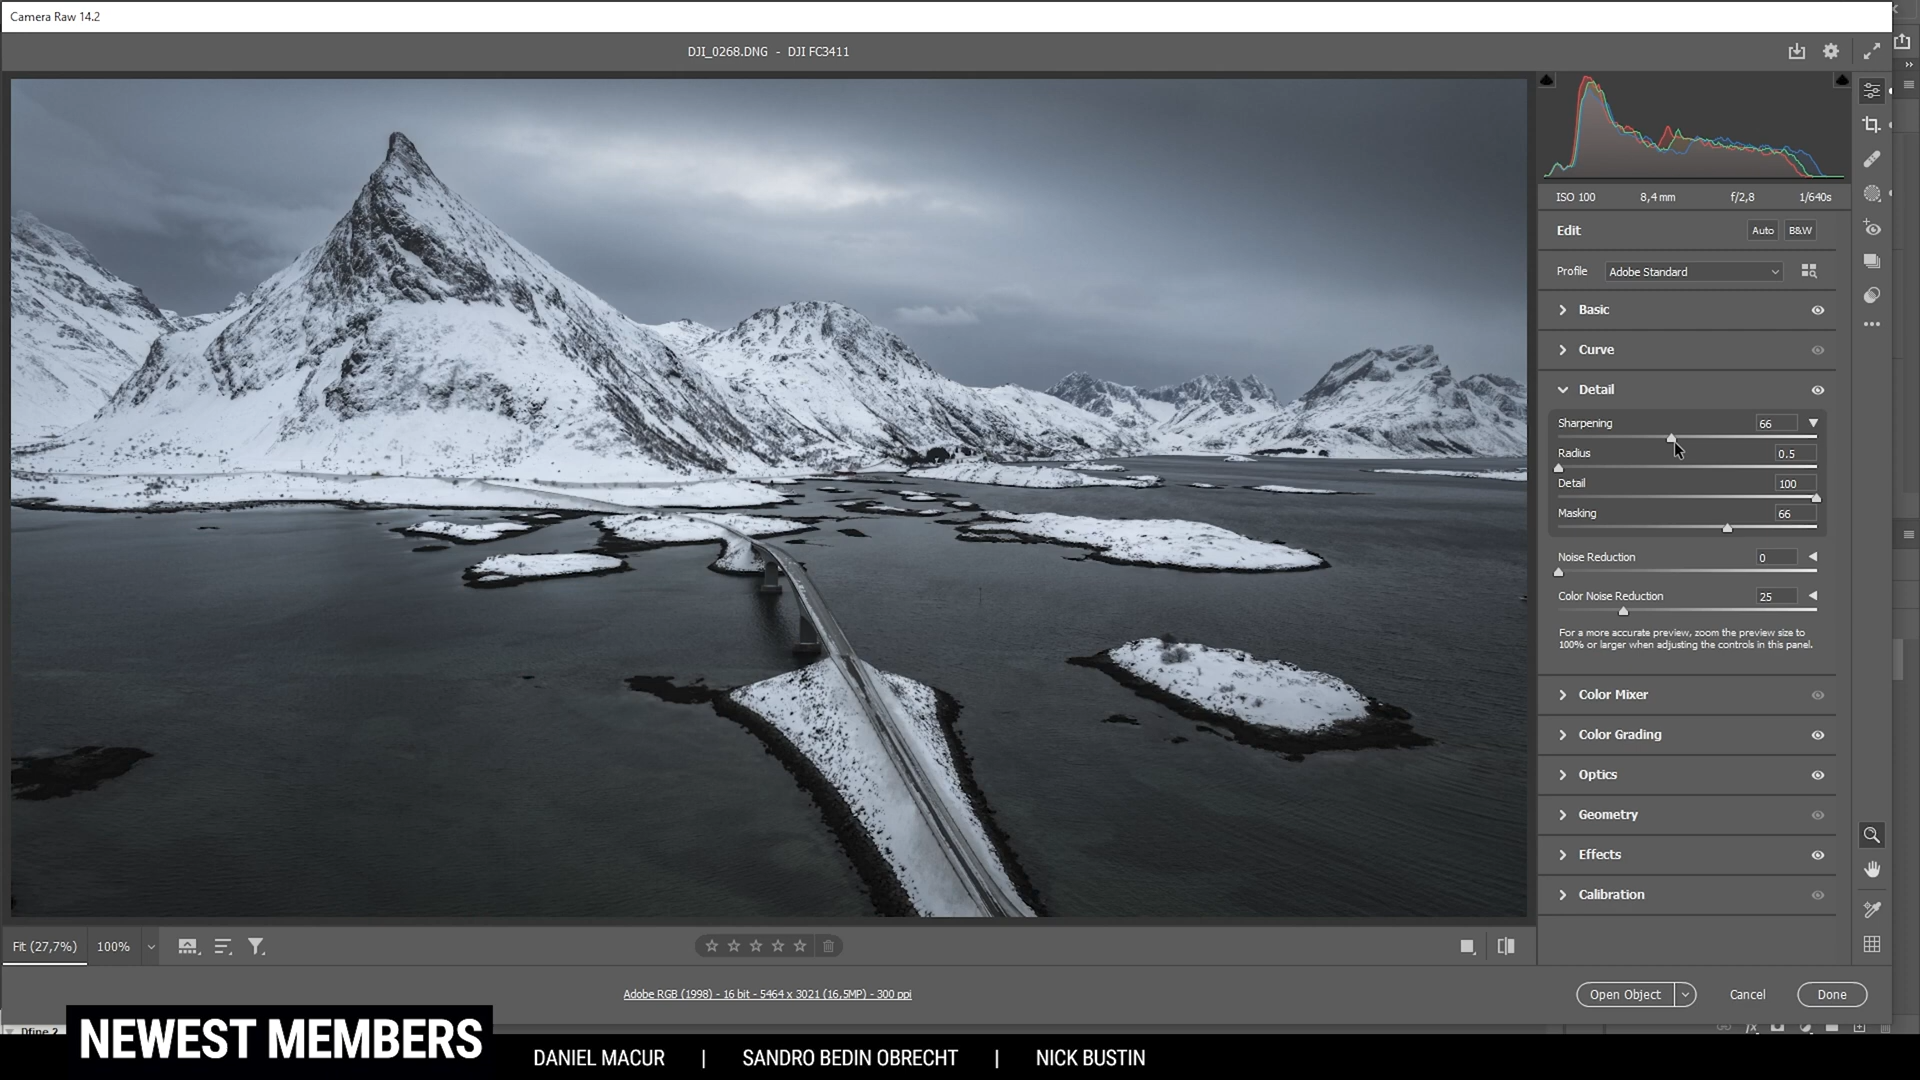 Camera Raw 14.2
DJI_0268.DNG - DJI FC3411
ISO 100 8,4 mm f/2,8 1/640s
Edit Auto B&W
Profile Adobe Standard
Basic
Curve
Detail
Sharpening 66
Radius 0.5
Detail 100
Masking 66
Noise Reduction 0
Color Noise Reduction 25
For a more accurate preview, zoom the preview size to
100% or larger when adjusting the controls in this panel.
Color Mixer
Color Grading
Optics
Geometry
Effects
Calibration
Fit (27,7%) 100%
Adobe RGB (1998) - 16 bit - 5464 x 3021 (16,5MP) - 300 ppi
Open Object Cancel Done
Dfine 2
fx
NEWEST MEMBERS
DANIEL MACUR | SANDRO BEDIN OBRECHT | NICK BUSTIN